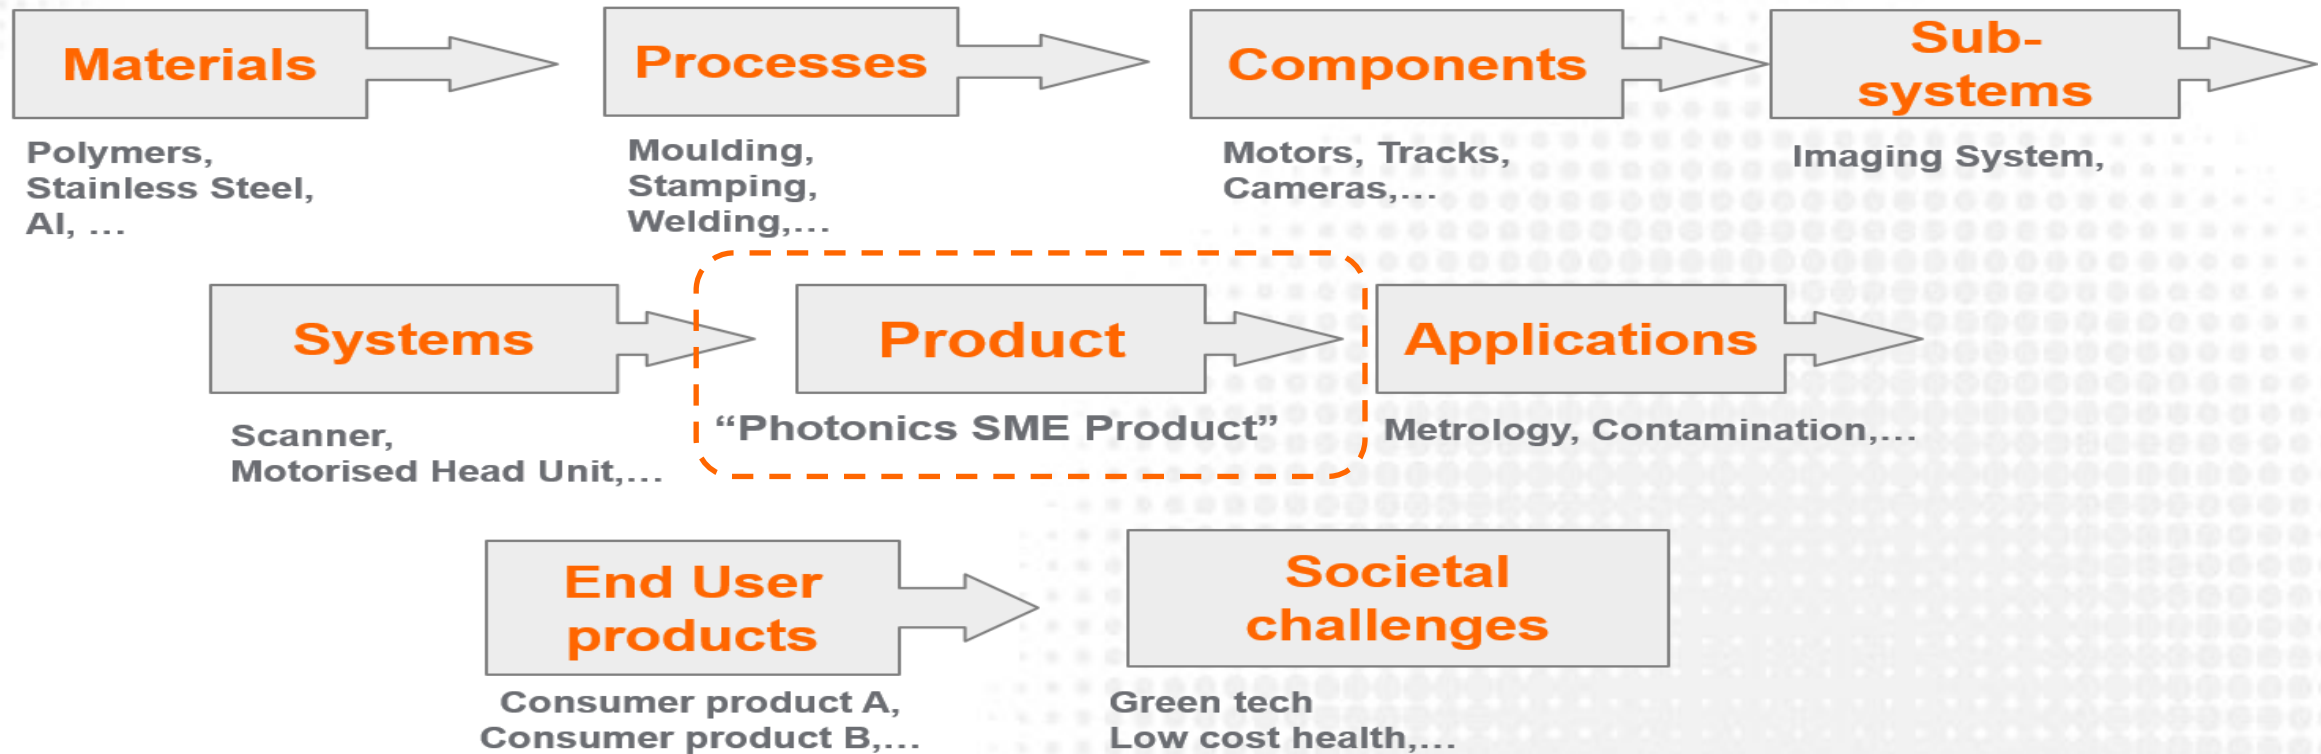 Materials
Processes
Components
Sub-
systems
Polymers,
Stainless Steel,
Al, …
Moulding,
Stamping,
Welding,…
Motors, Tracks,
Cameras,…
Imaging System,
Systems
Product
Applications
Scanner,
Motorised Head Unit,…
“Photonics SME Product”
Metrology, Contamination,…
End User
products
Societal
challenges
Consumer product A,
Consumer product B,…
Green tech
Low cost health,…